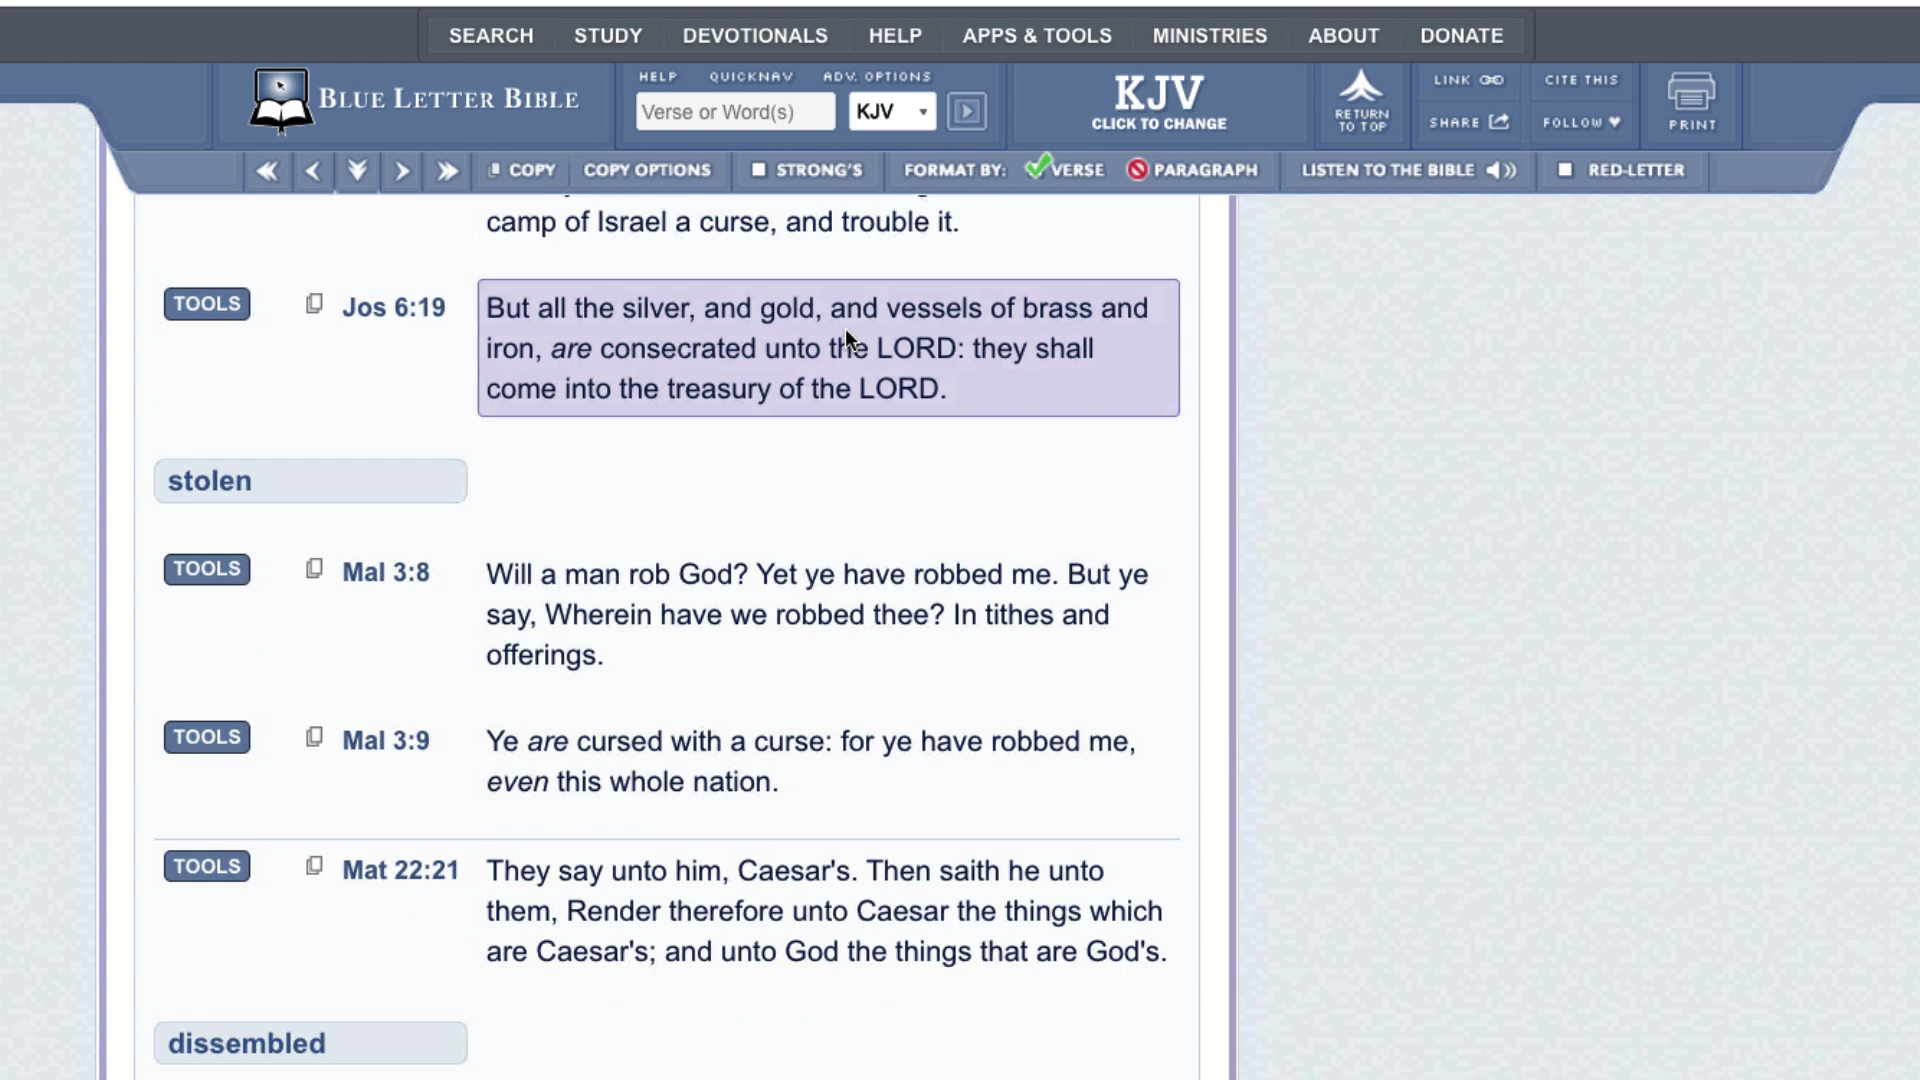 SEARCH STUDY DEVOTIONALS HELP APPS & TOOLS MINISTRIES ABOUT DONATE
HELP QUICKNAV ADV. OPTIONS
BLUE LETTER BIBLE
Verse or Word(s) KJV
KJV
CLICK TO CHANGE
RETURN
TO TOP
LINK
SHARE
CITE THIS
FOLLOW
PRINT
COPY COPY OPTIONS STRONG'S FORMAT BY: VERSE PARAGRAPH LISTEN TO THE BIBLE RED-LETTER
camp of Israel a curse, and trouble it.
TOOLS Jos 6:19 But all the silver, and gold, and vessels of brass and
iron, are consecrated unto the LORD: they shall
come into the treasury of the LORD.
stolen
TOOLS Mal 3:8 Will a man rob God? Yet ye have robbed me. But ye
say, Wherein have we robbed thee? In tithes and
offerings.
TOOLS Mal 3:9 Ye are cursed with a curse: for ye have robbed me,
even this whole nation.
TOOLS Mat 22:21 They say unto him, Caesar's. Then saith he unto
them, Render therefore unto Caesar the things which
are Caesar's; and unto God the things that are God's.
dissembled